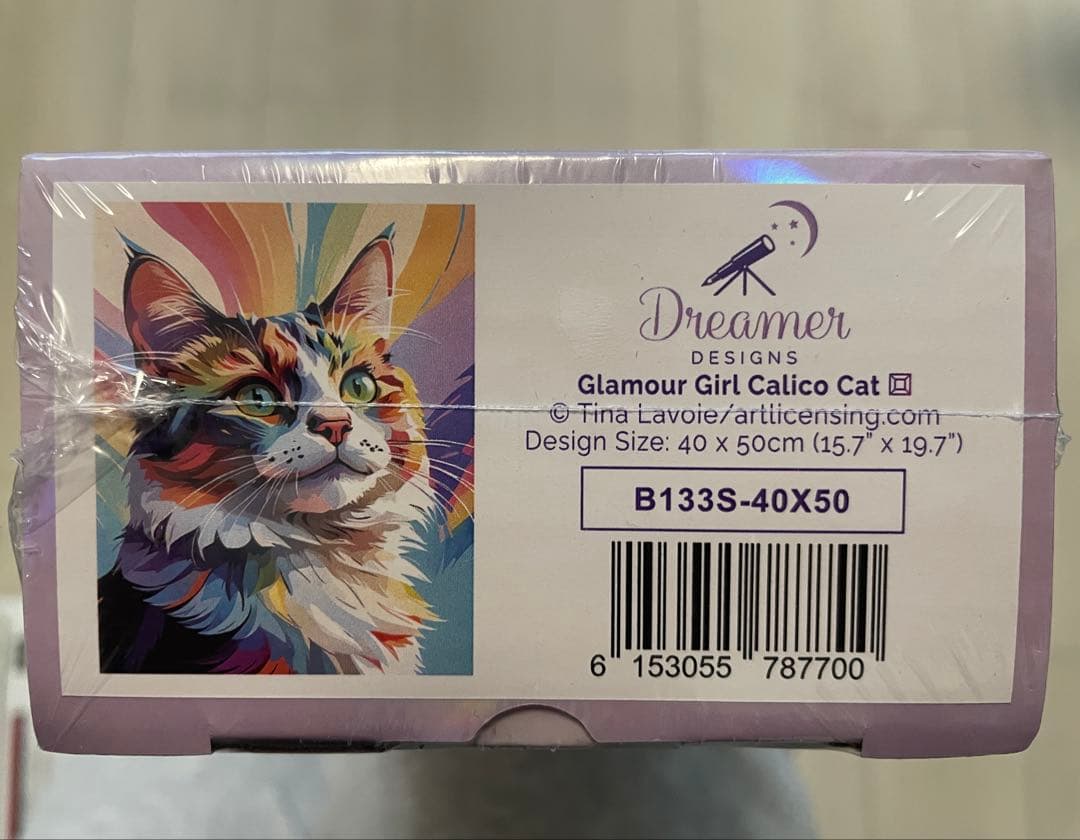 Dreamer
DESIGNS
Glamour Girl Calico Cat
© Tina Lavoie/artlicensing.com
Design Size: 40 x 50cm (15.7" x 19.7")
B133S-40X50
6 153055 787700